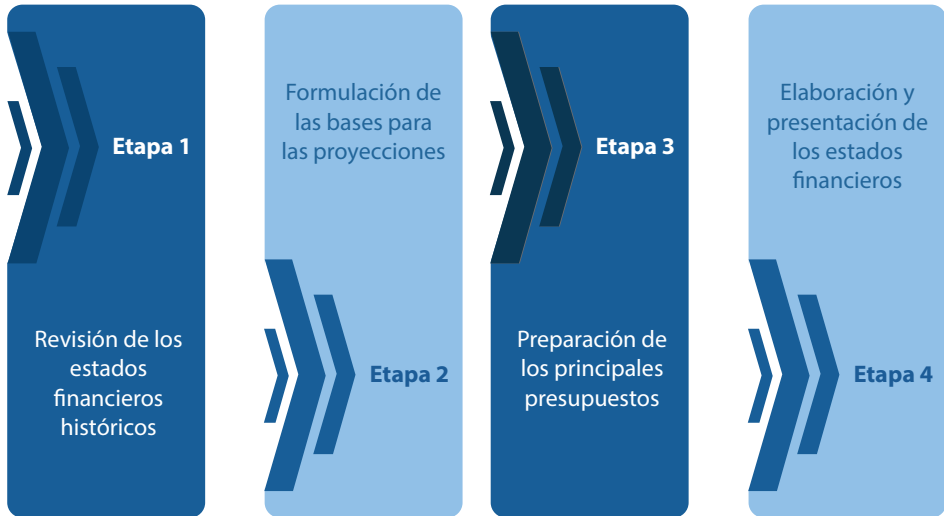 Etapa 1
Revisión de los
estados
financieros
históricos
Formulación de
las bases para
las proyecciones
Etapa 2
Etapa 3
Preparación de
los principales
presupuestos
Elaboración y
presentación de
los estados
financieros
Etapa 4